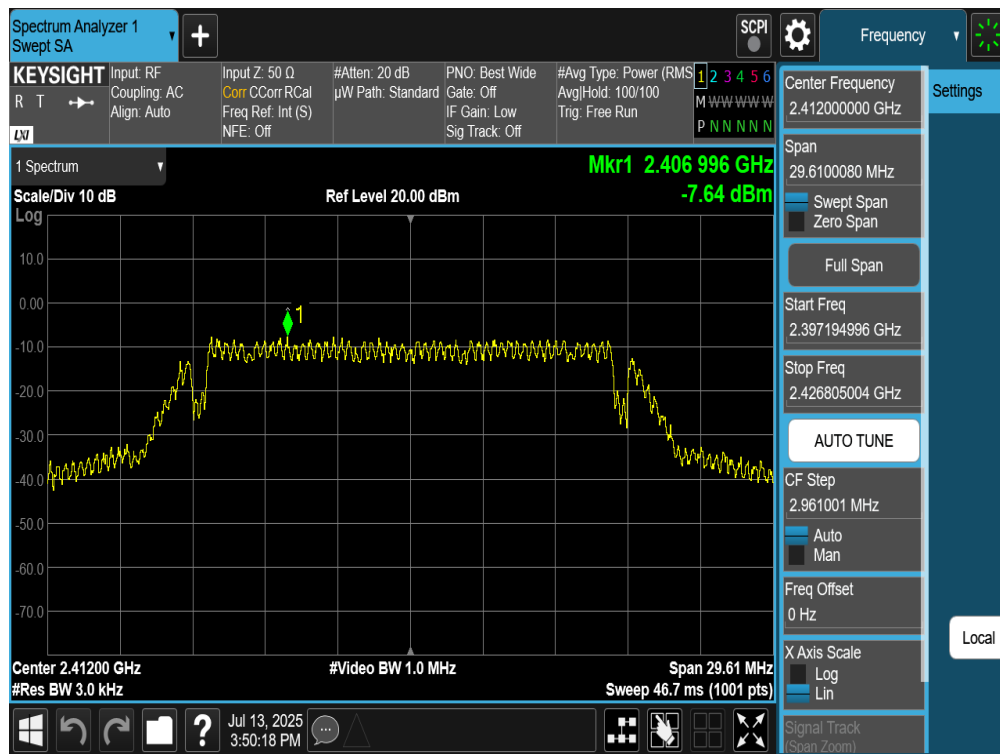 Spectrum Analyzer 1
Swept SA
+
SCPI
Frequency
KEYSIGHT
R T
LXI
Input: RF
Coupling: AC
Align: Auto
Input Z: 50 Ω
Corr CCorr RCal
Freq Ref: Int (S)
NFE: Off
#Atten: 20 dB
µW Path: Standard
PNO: Best Wide
Gate: Off
IF Gain: Low
Sig Track: Off
#Avg Type: Power (RMS
Avg|Hold: 100/100
Trig: Free Run
1 2 3 4 5 6
M W W W W W
P N N N N N
1 Spectrum
Mkr1 2.406 996 GHz
-7.64 dBm
Scale/Div 10 dB
Ref Level 20.00 dBm
Log
10.0
0.00
-10.0
-20.0
-30.0
-40.0
-50.0
-60.0
-70.0
1
Center 2.41200 GHz
#Video BW 1.0 MHz
Span 29.61 MHz
#Res BW 3.0 kHz
Sweep 46.7 ms (1001 pts)
Center Frequency
2.412000000 GHz
Span
29.6100080 MHz
Swept Span
Zero Span
Full Span
Start Freq
2.397194996 GHz
Stop Freq
2.426805004 GHz
AUTO TUNE
CF Step
2.961001 MHz
Auto
Man
Freq Offset
0 Hz
X Axis Scale
Log
Lin
Signal Track
(Span Zoom)
Settings
Local
?
Jul 13, 2025
3:50:18 PM